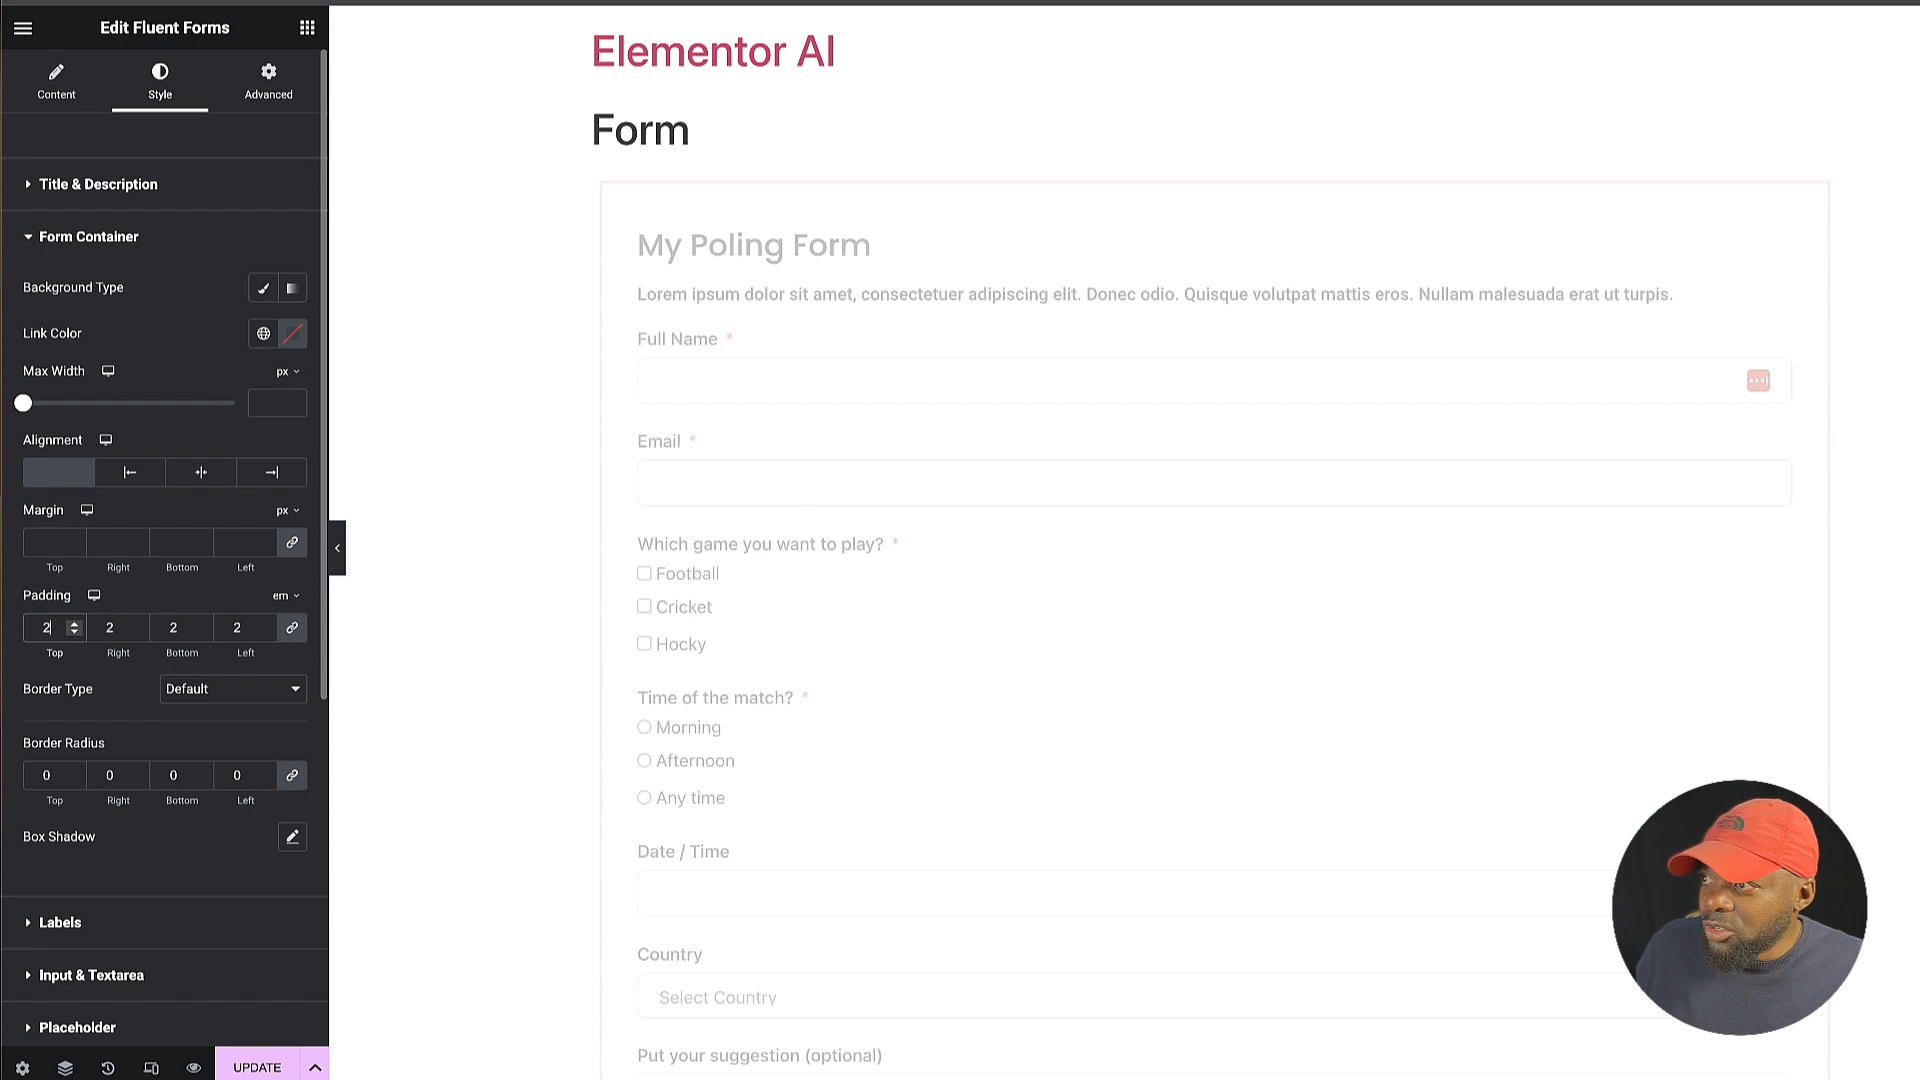 Edit Fluent Forms
Content
Style
Advanced
Title & Description
Form Container
Background Type
Link Color
Max Width
px
Alignment
Margin
px
Top
Right
Bottom
Left
Padding
em
2
2
2
2
Top
Right
Bottom
Left
Border Type
Default
Border Radius
0
0
0
0
Top
Right
Bottom
Left
Box Shadow
Labels
Input & Textarea
Placeholder
UPDATE
Elementor AI
Form
My Poling Form
Lorem ipsum dolor sit amet, consectetuer adipiscing elit. Donec odio. Quisque volutpat mattis eros. Nullam malesuada erat ut turpis.
Full Name *
Email *
Which game you want to play? *
Football
Cricket
Hocky
Time of the match? *
Morning
Afternoon
Any time
Date / Time
Country
Select Country
Put your suggestion (optional)